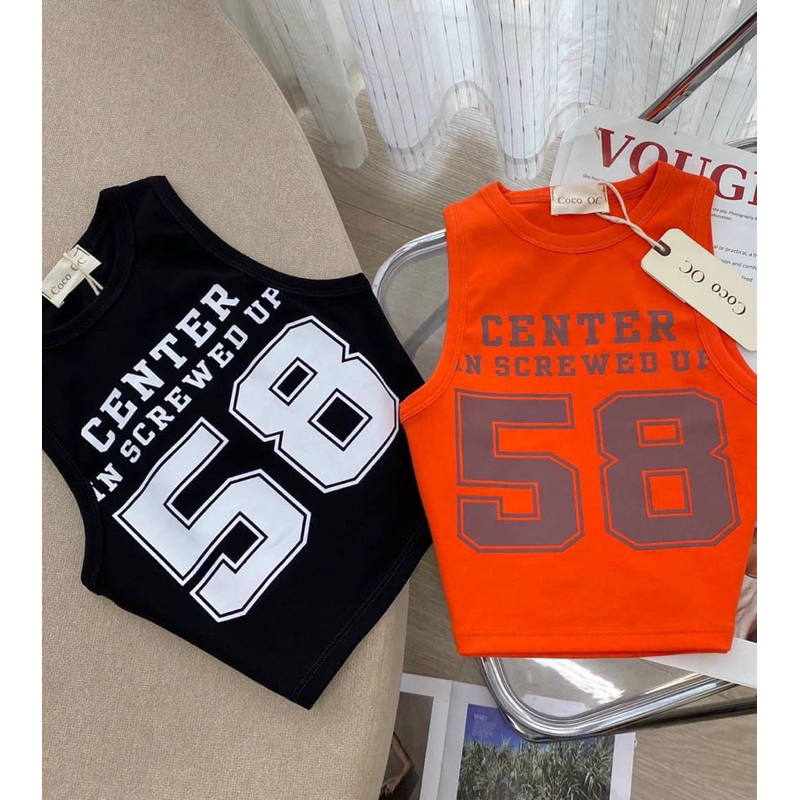 Coco OC
CENTER
IN SCREWED UP
58
Coco OC
CENTER
IN SCREWED UP
58
Coco OC
VOUG